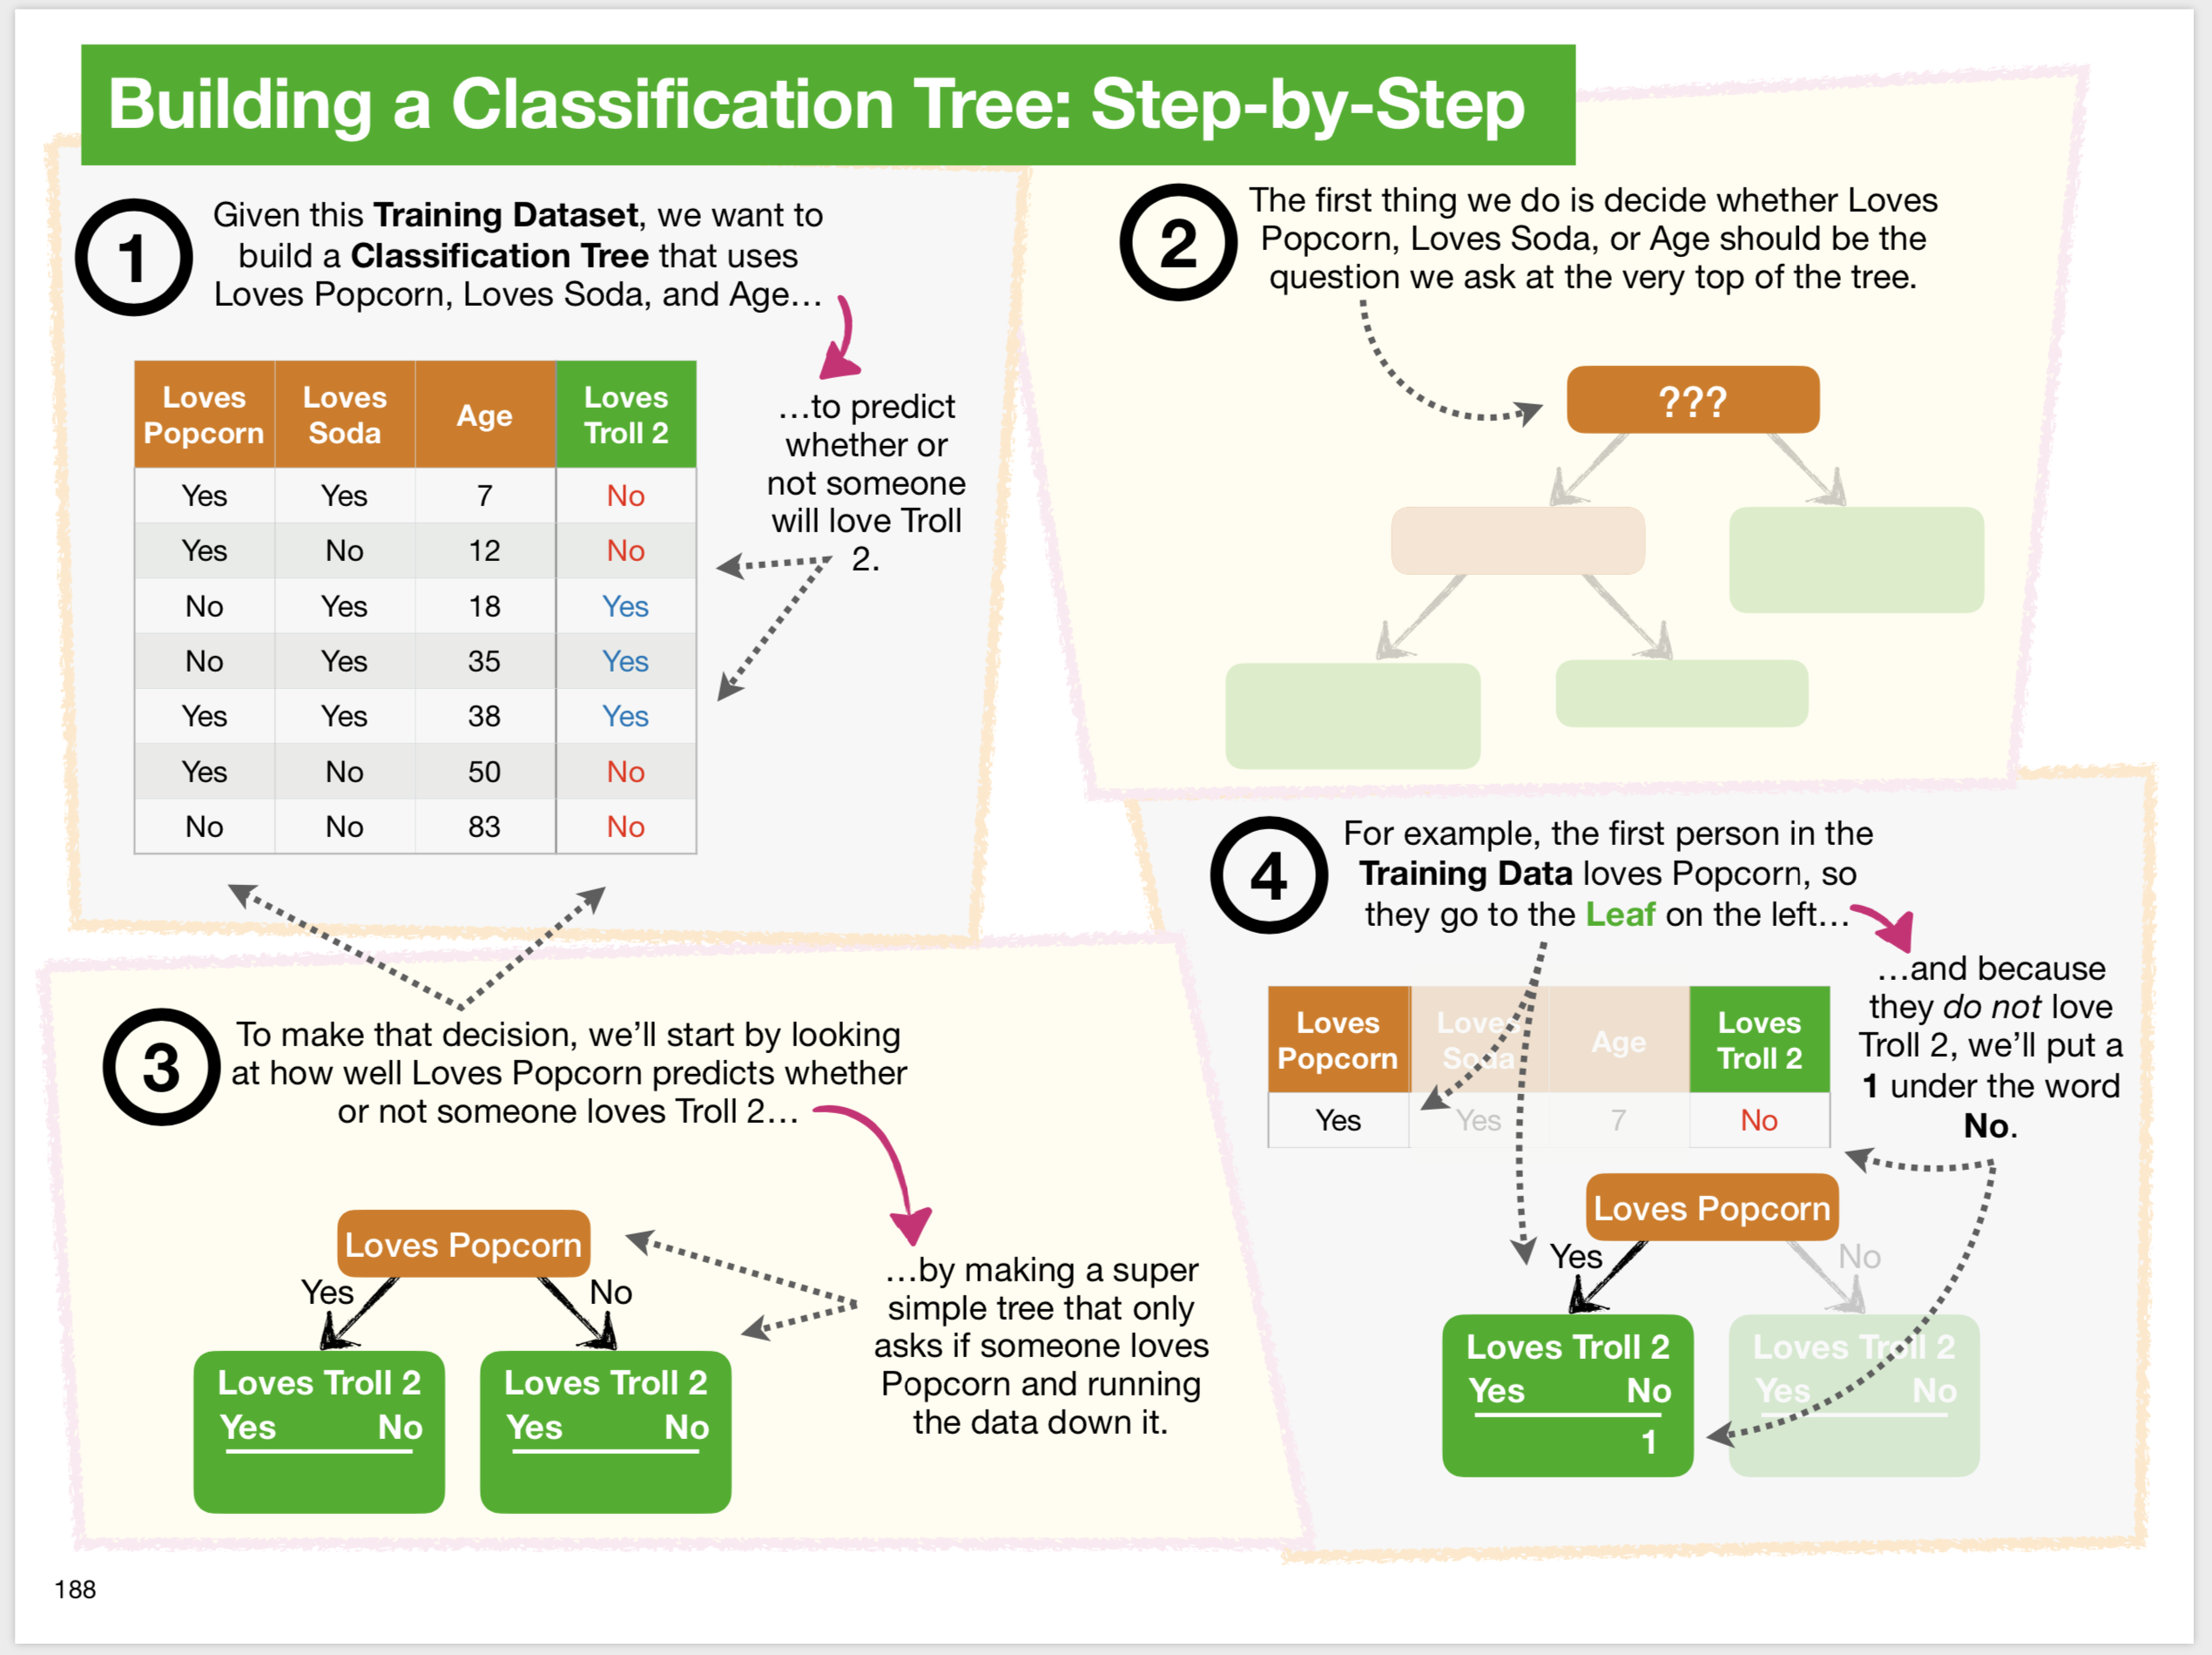 Building a Classification Tree: Step-by-Step
1
Given this Training Dataset, we want to
build a Classification Tree that uses
Loves Popcorn, Loves Soda, and Age…
Loves Popcorn Loves Soda Age Loves Troll 2
Yes Yes 7 No
Yes No 12 No
No Yes 18 Yes
No Yes 35 Yes
Yes Yes 38 Yes
Yes No 50 No
No No 83 No
…to predict
whether or
not someone
will love Troll
2.
2
The first thing we do is decide whether Loves
Popcorn, Loves Soda, or Age should be the
question we ask at the very top of the tree.
???
3
To make that decision, we’ll start by looking
at how well Loves Popcorn predicts whether
or not someone loves Troll 2…
Loves Popcorn
Yes No
Loves Troll 2 Loves Troll 2
Yes No Yes No
…by making a super
simple tree that only
asks if someone loves
Popcorn and running
the data down it.
4
For example, the first person in the
Training Data loves Popcorn, so
they go to the Leaf on the left…
Loves Popcorn Loves Soda Age Loves Troll 2
Yes Yes 7 No
…and because
they do not love
Troll 2, we’ll put a
1 under the word
No.
Loves Popcorn
Yes No
Loves Troll 2 Loves Troll 2
Yes No Yes No
1
188